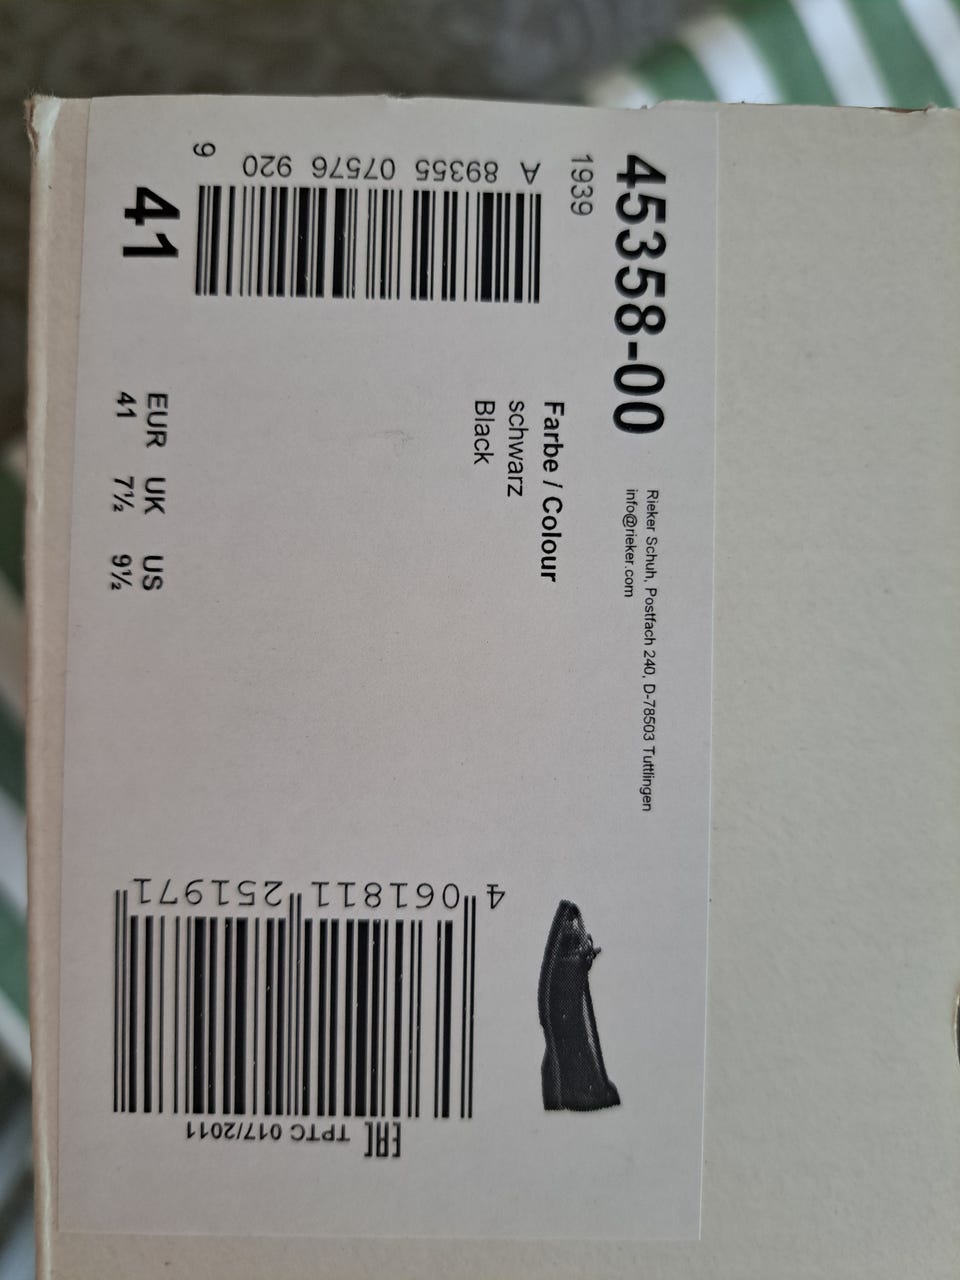 45358-00
Rieker Schuh, Postfach 240, D-78503 Tuttlingen
info@rieker.com
1939
A 89355 07576 920 9
Farbe / Colour
schwarz
Black
4 061811 251971
EAC TPTC 017/2011
41
EUR UK US
41 7½ 9½